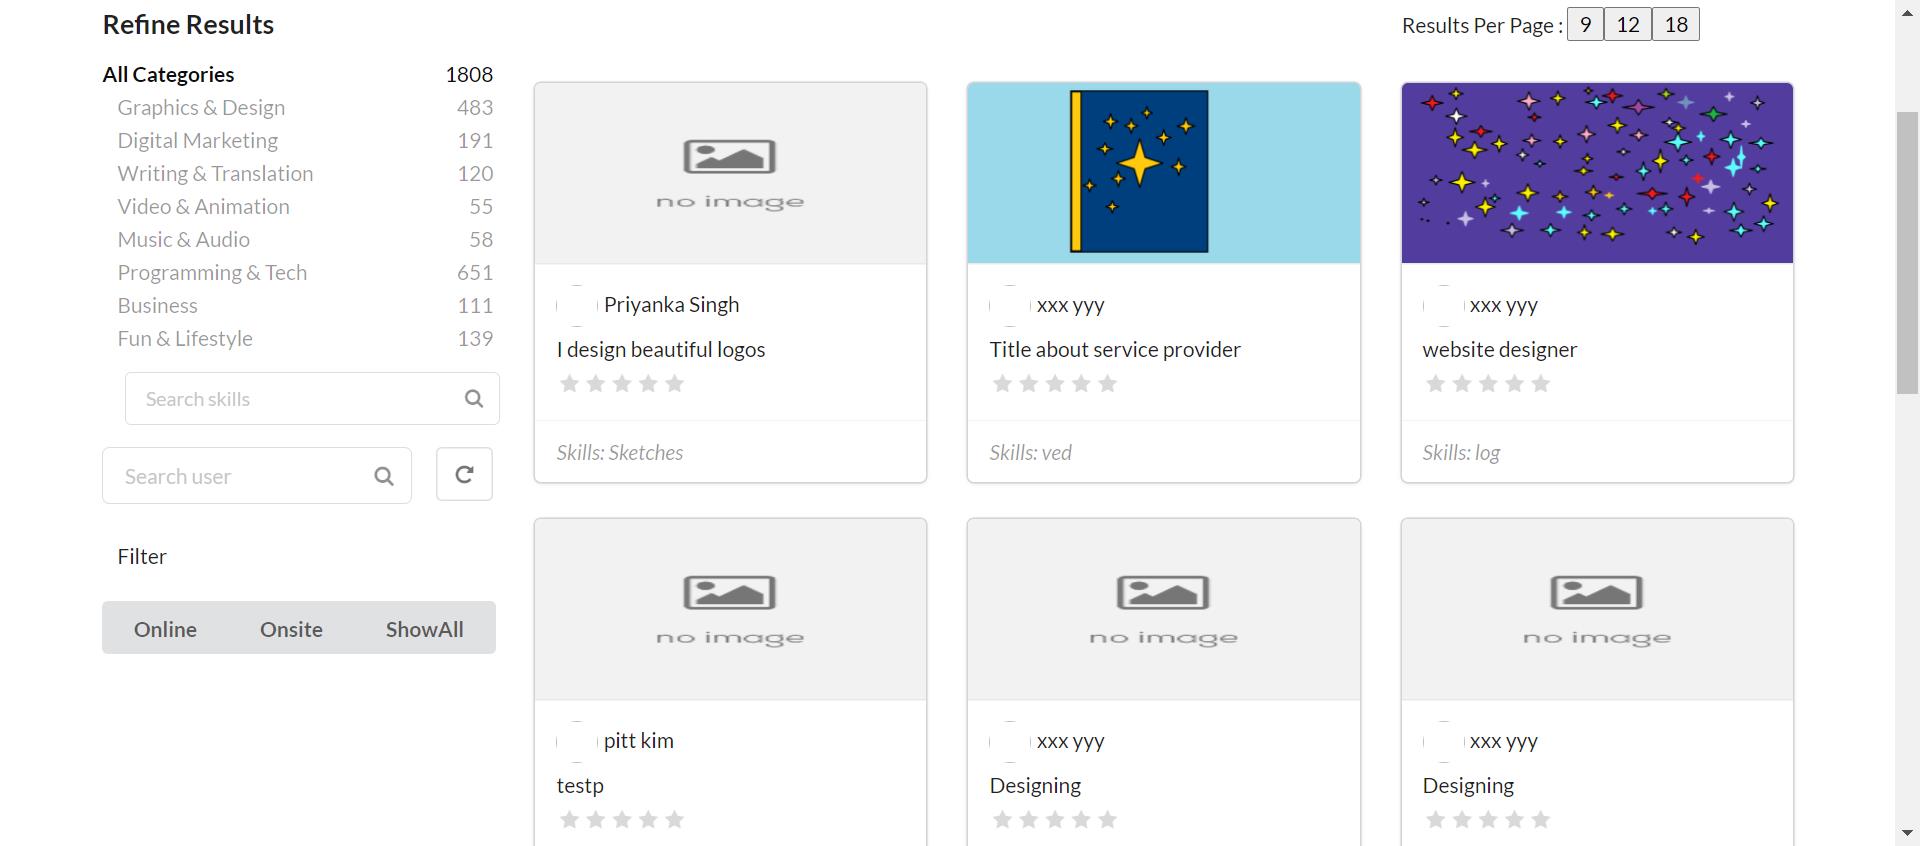 Refine Results
Results Per Page : 9 12 18
All Categories 1808
Graphics & Design 483
Digital Marketing 191
Writing & Translation 120
Video & Animation 55
Music & Audio 58
Programming & Tech 651
Business 111
Fun & Lifestyle 139
Search skills
Search user
Filter
Online Onsite ShowAll
no image
Priyanka Singh
I design beautiful logos
Skills: Sketches
xxx yyy
Title about service provider
Skills: ved
xxx yyy
website designer
Skills: log
no image
pitt kim
testp
no image
xxx yyy
Designing
no image
xxx yyy
Designing